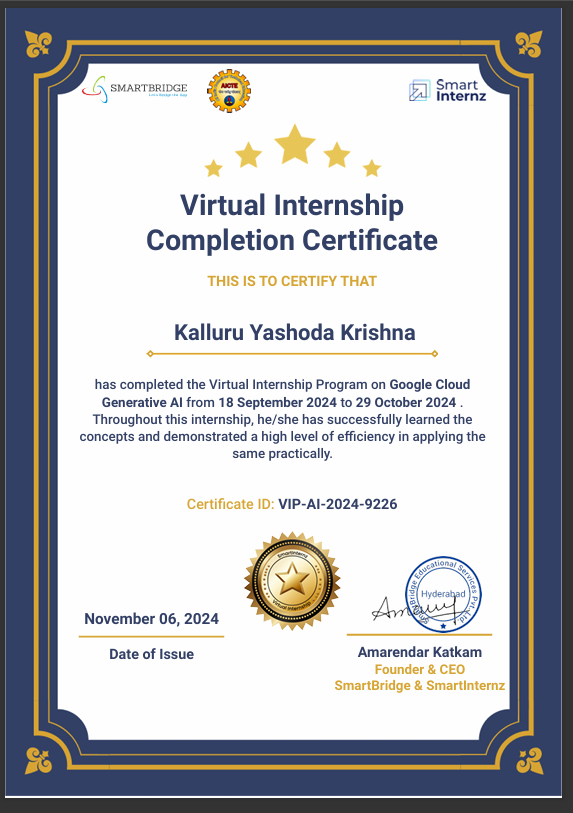 SMARTBRIDGE
Let's Bridge the Gap
AICTE
Smart
Internz
Virtual Internship
Completion Certificate
THIS IS TO CERTIFY THAT
Kalluru Yashoda Krishna
has completed the Virtual Internship Program on Google Cloud
Generative AI from 18 September 2024 to 29 October 2024 .
Throughout this internship, he/she has successfully learned the
concepts and demonstrated a high level of efficiency in applying the
same practically.
Certificate ID: VIP-AI-2024-9226
SmartInternz
Virtual Internship
SmartBridge Educational Services Pvt.Ltd.
Hyderabad
November 06, 2024
Date of Issue
Amarendar Katkam
Founder & CEO
SmartBridge & SmartInternz